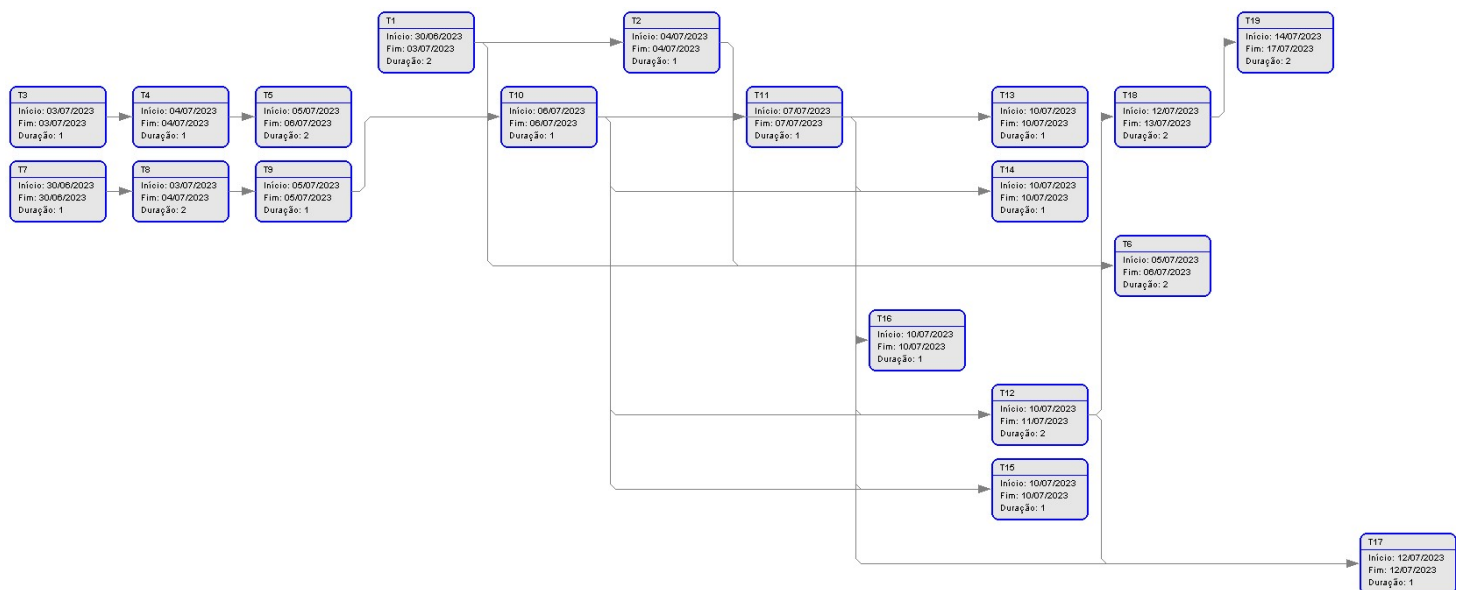 T1
Início: 30/06/2023
Fim: 03/07/2023
Duração: 2
T2
Início: 04/07/2023
Fim: 04/07/2023
Duração: 1
T19
Início: 14/07/2023
Fim: 17/07/2023
Duração: 2
T3
Início: 03/07/2023
Fim: 03/07/2023
Duração: 1
T4
Início: 04/07/2023
Fim: 04/07/2023
Duração: 1
T5
Início: 05/07/2023
Fim: 06/07/2023
Duração: 2
T10
Início: 06/07/2023
Fim: 06/07/2023
Duração: 1
T11
Início: 07/07/2023
Fim: 07/07/2023
Duração: 1
T13
Início: 10/07/2023
Fim: 10/07/2023
Duração: 1
T18
Início: 12/07/2023
Fim: 13/07/2023
Duração: 2
T7
Início: 30/06/2023
Fim: 30/06/2023
Duração: 1
T8
Início: 03/07/2023
Fim: 04/07/2023
Duração: 2
T9
Início: 05/07/2023
Fim: 05/07/2023
Duração: 1
T14
Início: 10/07/2023
Fim: 10/07/2023
Duração: 1
T6
Início: 05/07/2023
Fim: 06/07/2023
Duração: 2
T16
Início: 10/07/2023
Fim: 10/07/2023
Duração: 1
T12
Início: 10/07/2023
Fim: 11/07/2023
Duração: 2
T15
Início: 10/07/2023
Fim: 10/07/2023
Duração: 1
T17
Início: 12/07/2023
Fim: 12/07/2023
Duração: 1